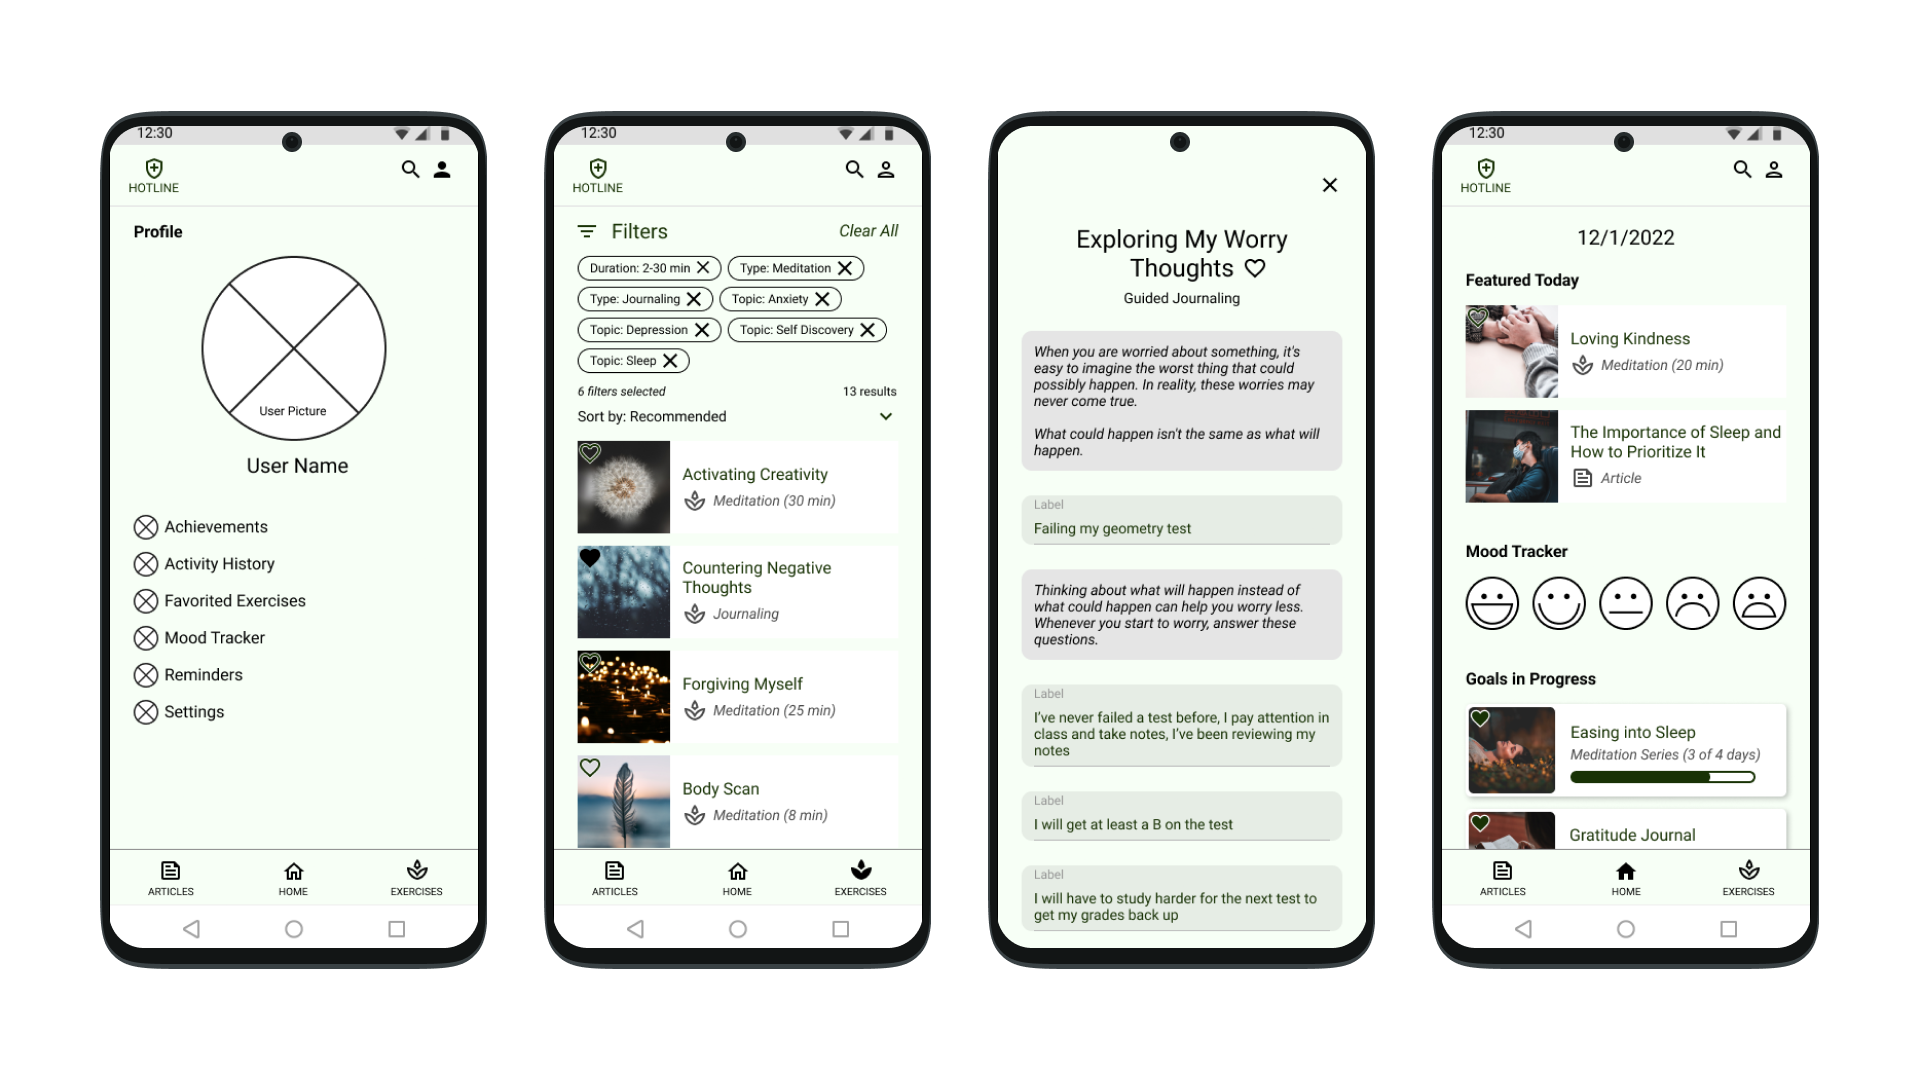 12:30
HOTLINE
Profile
User Picture
User Name
Achievements
Activity History
Favorited Exercises
Mood Tracker
Reminders
Settings
ARTICLES
HOME
EXERCISES
12:30
HOTLINE
Filters
Clear All
Duration: 2-30 min
Type: Meditation
Type: Journaling
Topic: Anxiety
Topic: Depression
Topic: Self Discovery
Topic: Sleep
6 filters selected
13 results
Sort by: Recommended
Activating Creativity
Meditation (30 min)
Countering Negative
Thoughts
Journaling
Forgiving Myself
Meditation (25 min)
Body Scan
Meditation (8 min)
ARTICLES
HOME
EXERCISES
Exploring My Worry
Thoughts
Guided Journaling
When you are worried about something, it's
easy to imagine the worst thing that could
possibly happen. In reality, these worries may
never come true.
What could happen isn't the same as what will
happen.
Label
Failing my geometry test
Thinking about what will happen instead of
what could happen can help you worry less.
Whenever you start to worry, answer these
questions.
Label
I've never failed a test before, I pay attention in
class and take notes, I've been reviewing my
notes
Label
I will get at least a B on the test
Label
I will have to study harder for the next test to
get my grades back up
12:30
HOTLINE
12/1/2022
Featured Today
Loving Kindness
Meditation (20 min)
The Importance of Sleep and
How to Prioritize It
Article
Mood Tracker
Goals in Progress
Easing into Sleep
Meditation Series (3 of 4 days)
Gratitude Journal
ARTICLES
HOME
EXERCISES